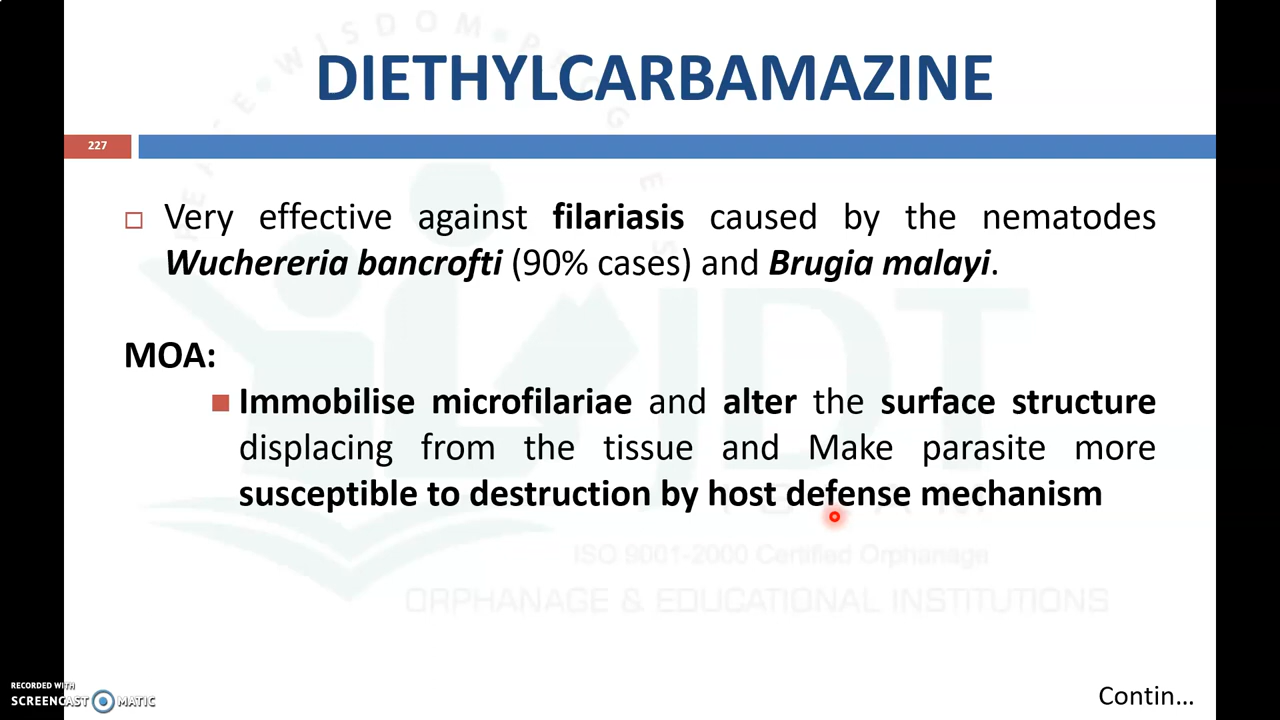 DIETHYLCARBAMAZINE
227
Very effective against filariasis caused by the nematodes
Wuchereria bancrofti (90% cases) and Brugia malayi.
MOA:
Immobilise microfilariae and alter the surface structure
displacing from the tissue and Make parasite more
susceptible to destruction by host defense mechanism
JDT
ISO 9001-2000 Certified Orphanage
ORPHANAGE & EDUCATIONAL INSTITUTIONS
Contin...
RECORDED WITH
SCREENCAST MATIC